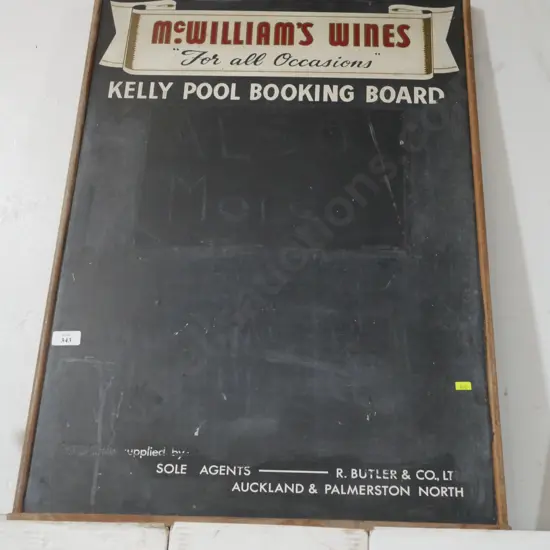 McWILLIAM'S WINES
"For all Occasions"
KELLY POOL BOOKING BOARD
343
supplied by:
SOLE AGENTS — R. BUTLER & CO., LT
AUCKLAND & PALMERSTON NORTH